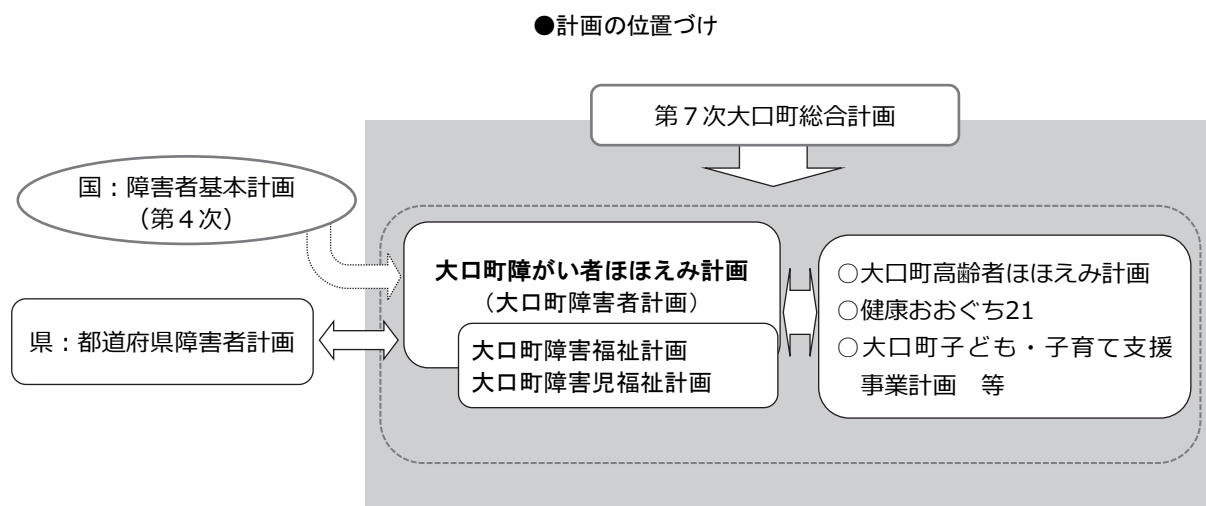 ●計画の位置づけ
第７次大口町総合計画
国：障害者基本計画
（第４次）
大口町障がい者ほほえみ計画
（大口町障害者計画）
大口町障害福祉計画
大口町障害児福祉計画
県：都道府県障害者計画
○大口町高齢者ほほえみ計画
○健康おおぐち21
○大口町子ども・子育て支援
事業計画　等